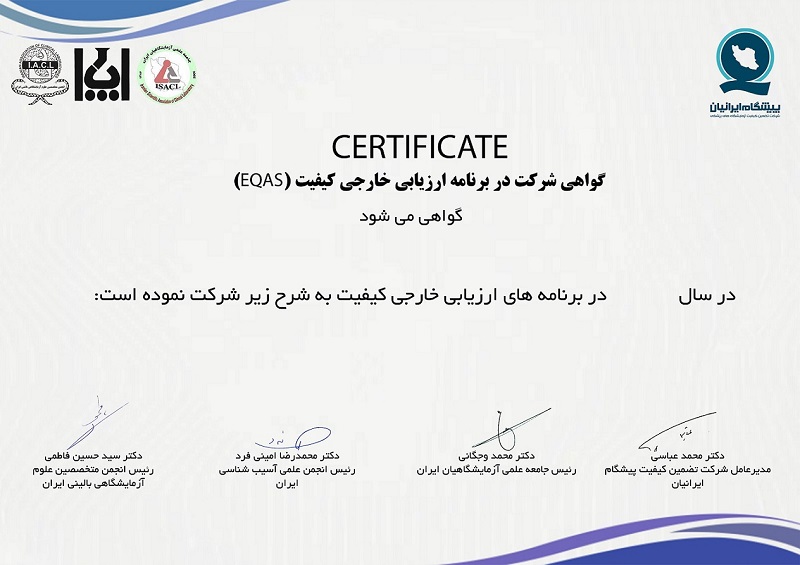 I.A.C.L
ISACL
پیشگام ایرانیان
CERTIFICATE
گواهی شرکت در برنامه ارزیابی خارجی کیفیت (EQAS)
گواهی می شود
در سال در برنامه های ارزیابی خارجی کیفیت به شرح زیر شرکت نموده است:
دکتر محمد عباسی
مدیرعامل شرکت تضمین کیفیت پیشگام
ایرانیان
دکتر محمد وجگانی
رئیس جامعه علمی آزمایشگاهیان ایران
دکتر محمدرضا امینی فرد
رئیس انجمن علمی آسیب شناسی
ایران
دکتر سید حسین فاطمی
رئیس انجمن متخصصین علوم
آزمایشگاهی بالینی ایران